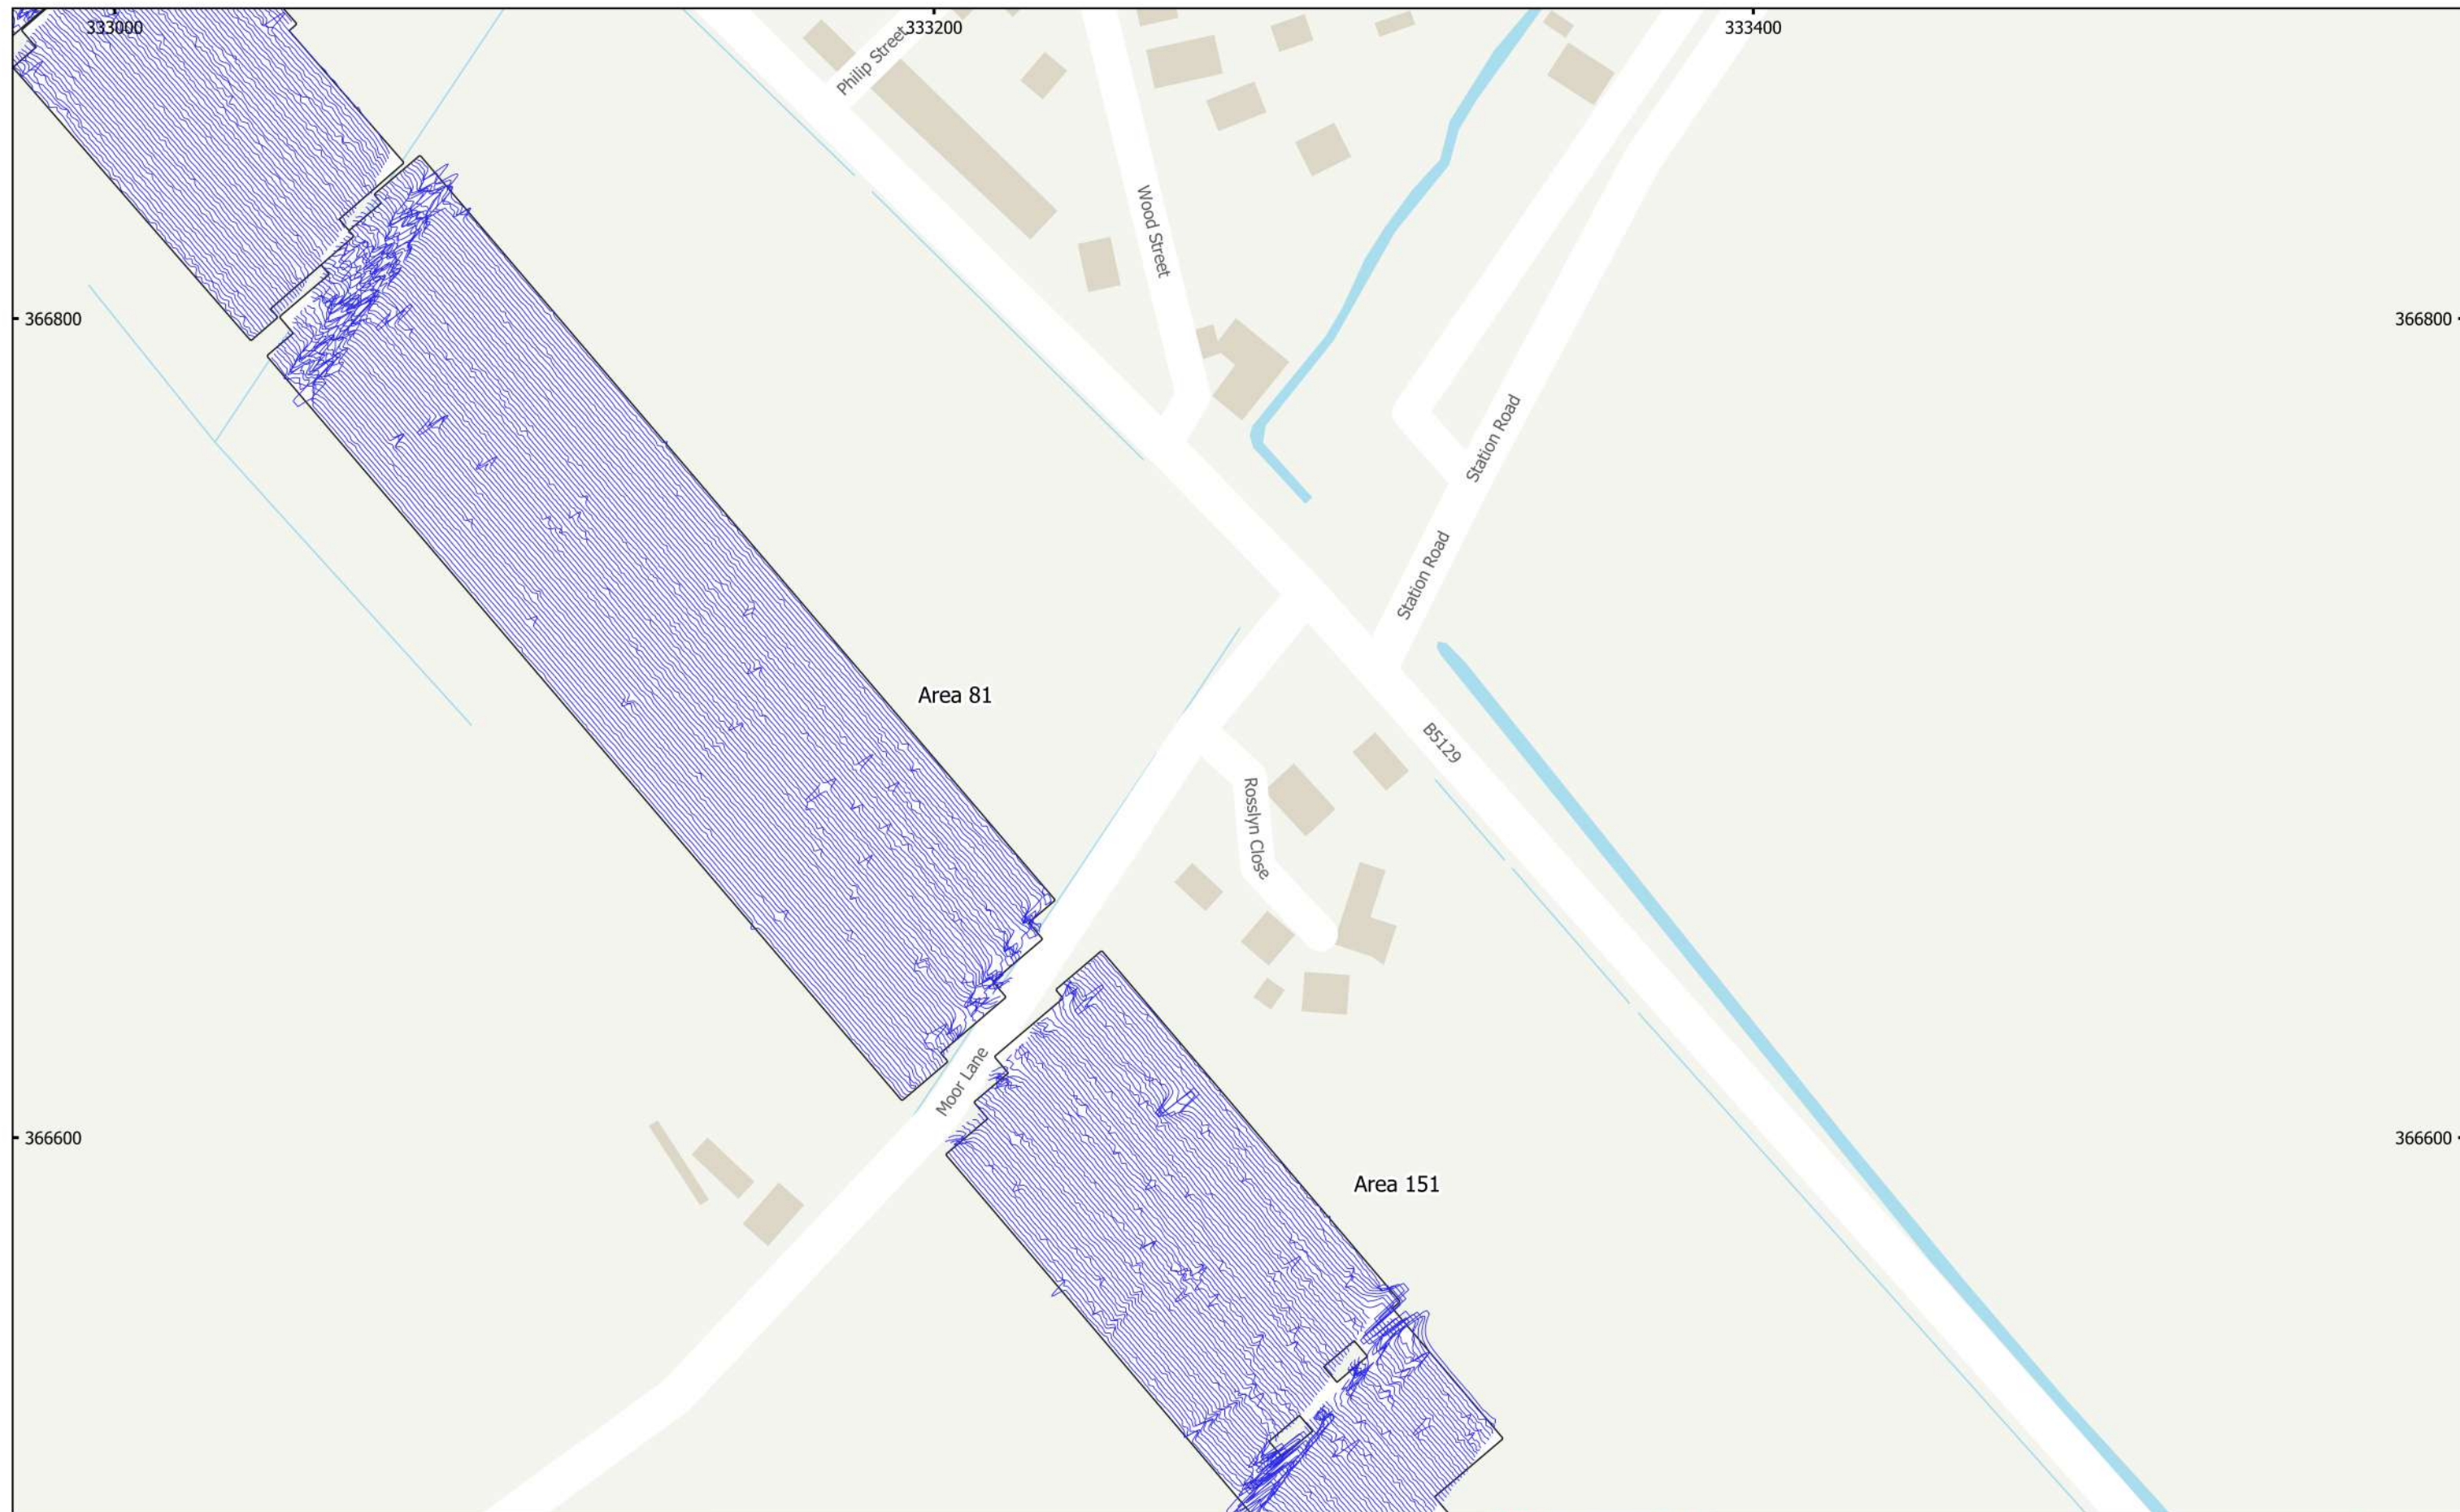 333000
333200
333400
Philip Street
Wood Street
366800
366800
Station Road
Station Road
Area 81
B5129
Rosslyn Close
Moor Lane
366600
366600
Area 151